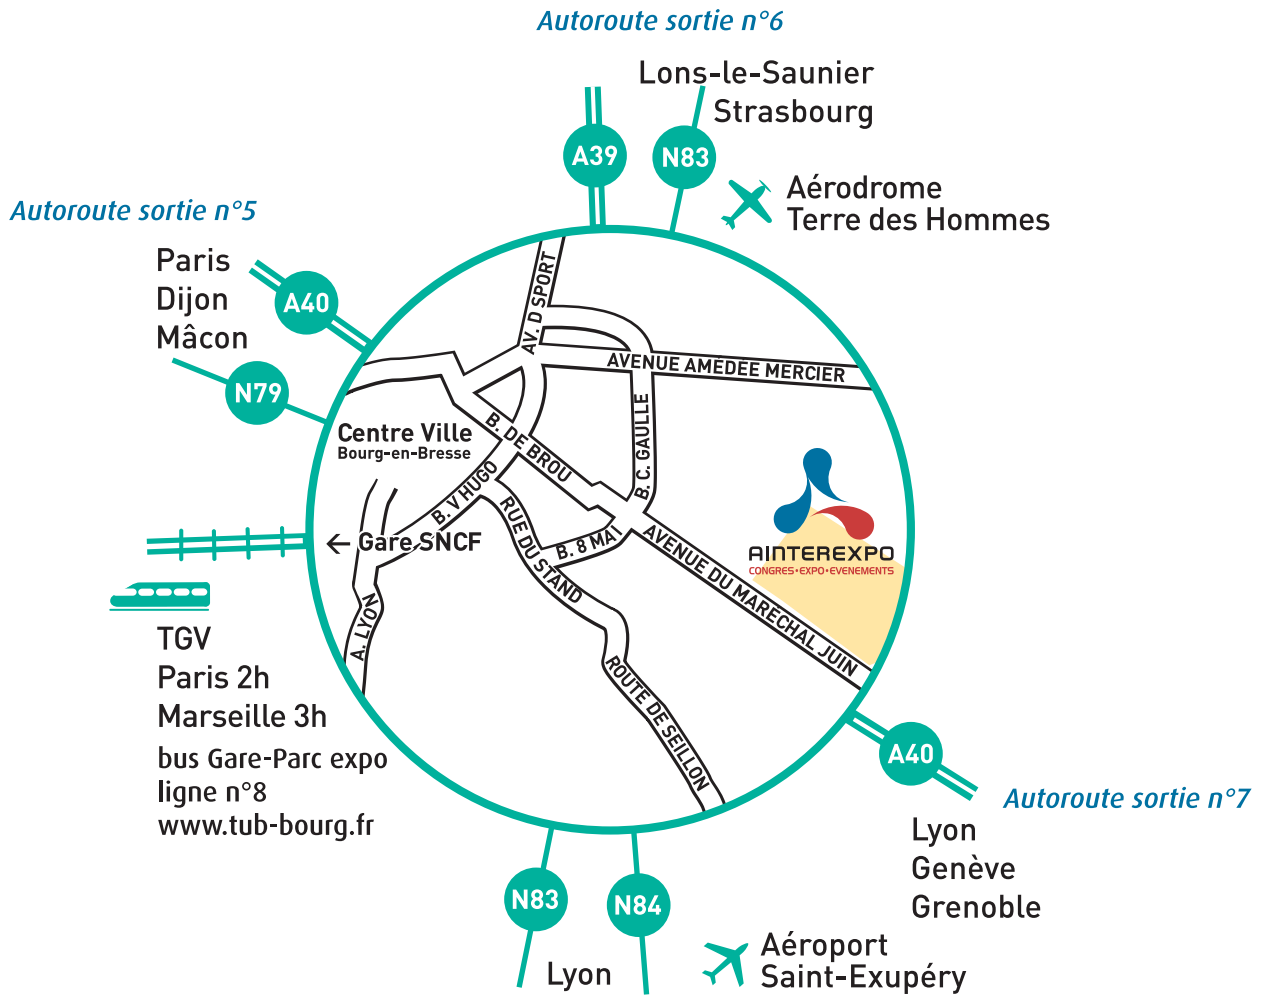 Autoroute sortie n°6
Lons-le-Saunier
Strasbourg
A39
N83
Aérodrome
Terre des Hommes
Autoroute sortie n°5
Paris
Dijon
Mâcon
A40
N79
AV. D SPORT
AVENUE AMÉDÉE MERCIER
B. C. GAULLE
B. DE BROU
Centre Ville
Bourg-en-Bresse
B. V HUGO
RUE DU STAND
B. 8 MAI
AVENUE DU MARECHAL JUIN
AINTEREXPO
CONGRES•EXPO•EVENEMENTS
← Gare SNCF
A. LYON
ROUTE DE SEILLON
TGV
Paris 2h
Marseille 3h
bus Gare-Parc expo
ligne n°8
www.tub-bourg.fr
A40
Autoroute sortie n°7
Lyon
Genève
Grenoble
N83
N84
Lyon
Aéroport
Saint-Exupéry